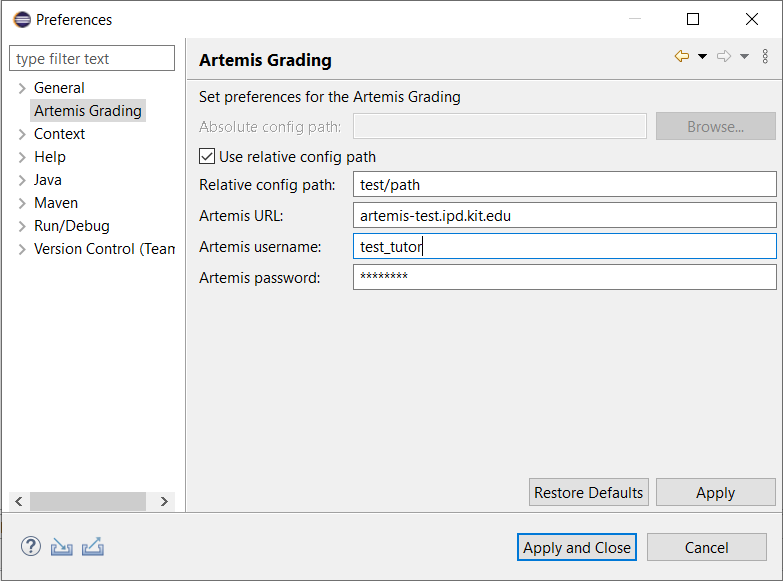 Preferences
type filter text
General
Artemis Grading
Context
Help
Java
Maven
Run/Debug
Version Control (Team
Artemis Grading
Set preferences for the Artemis Grading
Absolute config path:
Browse...
Use relative config path
Relative config path: test/path
Artemis URL: artemis-test.ipd.kit.edu
Artemis username: test_tutor
Artemis password: ********
Restore Defaults
Apply
Apply and Close
Cancel